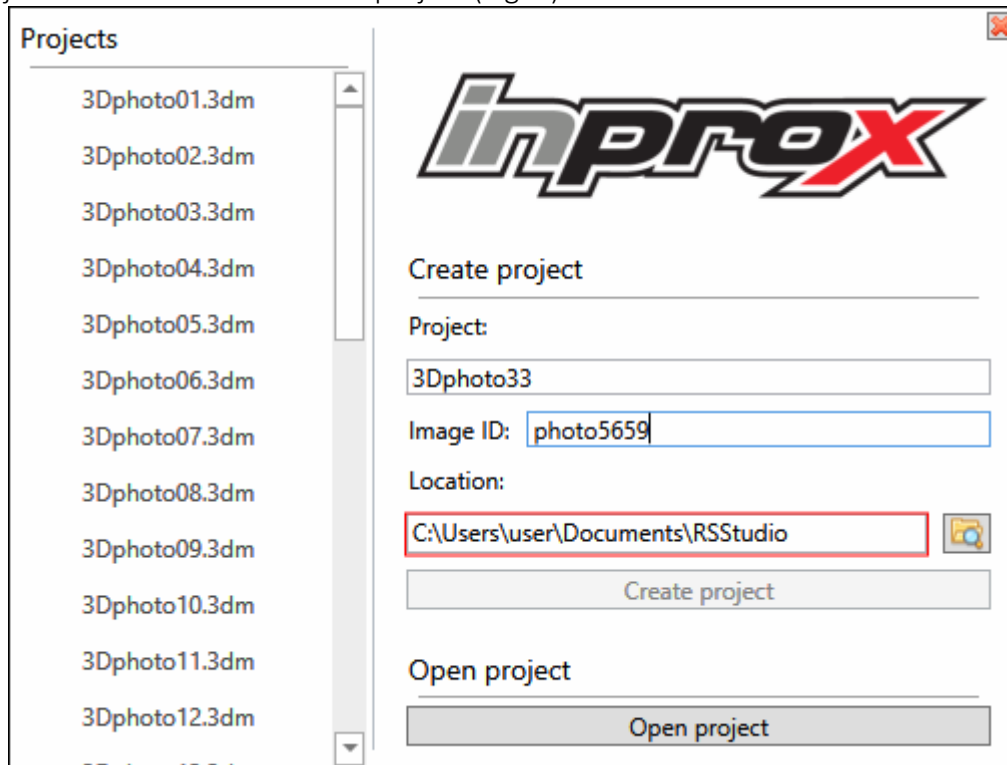 Projects
3Dphoto01.3dm
3Dphoto02.3dm
3Dphoto03.3dm
3Dphoto04.3dm
3Dphoto05.3dm
3Dphoto06.3dm
3Dphoto07.3dm
3Dphoto08.3dm
3Dphoto09.3dm
3Dphoto10.3dm
3Dphoto11.3dm
3Dphoto12.3dm
inprox
Create project
Project:
3Dphoto33
Image ID: photo5659
Location:
C:\Users\user\Documents\RSStudio
Create project
Open project
Open project